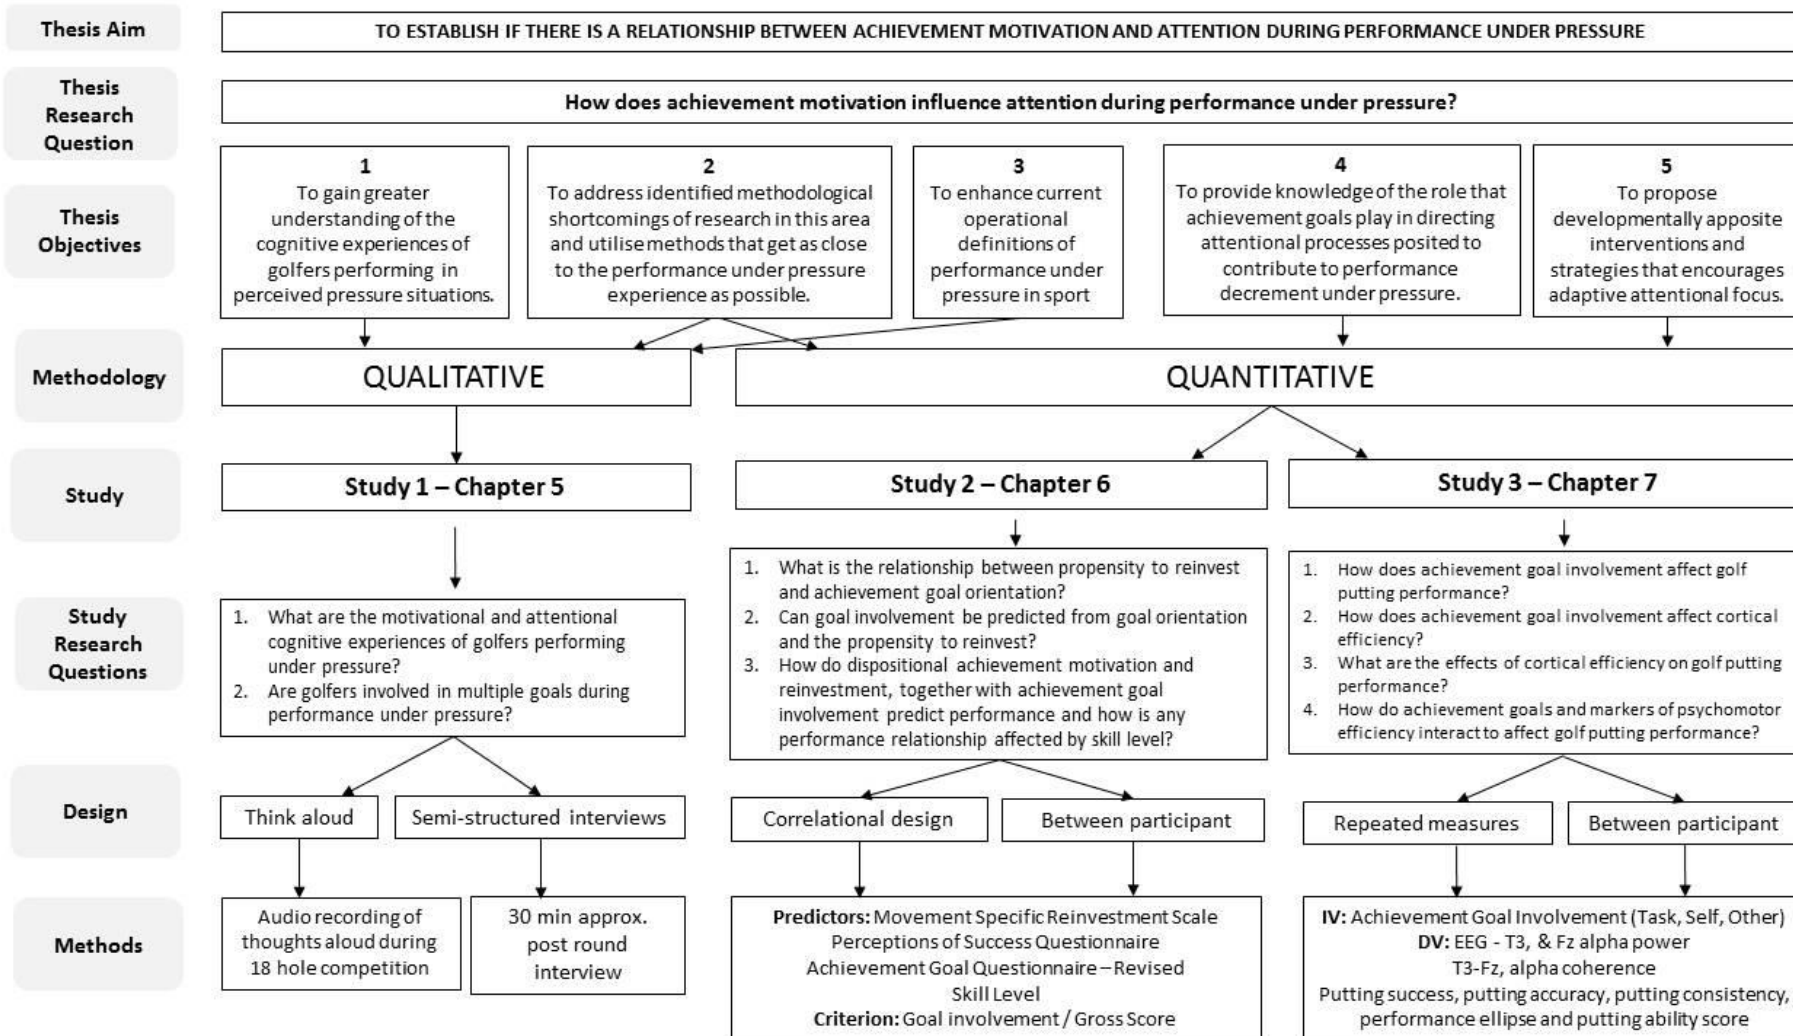 Thesis Aim
TO ESTABLISH IF THERE IS A RELATIONSHIP BETWEEN ACHIEVEMENT MOTIVATION AND ATTENTION DURING PERFORMANCE UNDER PRESSURE
Thesis
Research
Question
How does achievement motivation influence attention during performance under pressure?
Thesis
Objectives
1
To gain greater
understanding of the
cognitive experiences of
golfers performing in
perceived pressure situations.
2
To address identified methodological
shortcomings of research in this area
and utilise methods that get as close
to the performance under pressure
experience as possible.
3
To enhance current
operational
definitions of
performance under
pressure in sport
4
To provide knowledge of the role that
achievement goals play in directing
attentional processes posited to
contribute to performance
decrement under pressure.
5
To propose
developmentally apposite
interventions and
strategies that encourages
adaptive attentional focus.
Methodology
QUALITATIVE
QUANTITATIVE
Study
Study 1 – Chapter 5
Study 2 – Chapter 6
Study 3 – Chapter 7
Study
Research
Questions
1. What are the motivational and attentional
cognitive experiences of golfers performing
under pressure?
2. Are golfers involved in multiple goals during
performance under pressure?
1. What is the relationship between propensity to reinvest
and achievement goal orientation?
2. Can goal involvement be predicted from goal orientation
and the propensity to reinvest?
3. How do dispositional achievement motivation and
reinvestment, together with achievement goal
involvement predict performance and how is any
performance relationship affected by skill level?
1. How does achievement goal involvement affect golf
putting performance?
2. How does achievement goal involvement affect cortical
efficiency?
3. What are the effects of cortical efficiency on golf putting
performance?
4. How do achievement goals and markers of psychomotor
efficiency interact to affect golf putting performance?
Design
Think aloud
Semi-structured interviews
Correlational design
Between participant
Repeated measures
Between participant
Methods
Audio recording of
thoughts aloud during
18 hole competition
30 min approx.
post round
interview
Predictors: Movement Specific Reinvestment Scale
Perceptions of Success Questionnaire
Achievement Goal Questionnaire – Revised
Skill Level
Criterion: Goal involvement / Gross Score
IV: Achievement Goal Involvement (Task, Self, Other)
DV: EEG - T3, & Fz alpha power
T3-Fz, alpha coherence
Putting success, putting accuracy, putting consistency,
performance ellipse and putting ability score